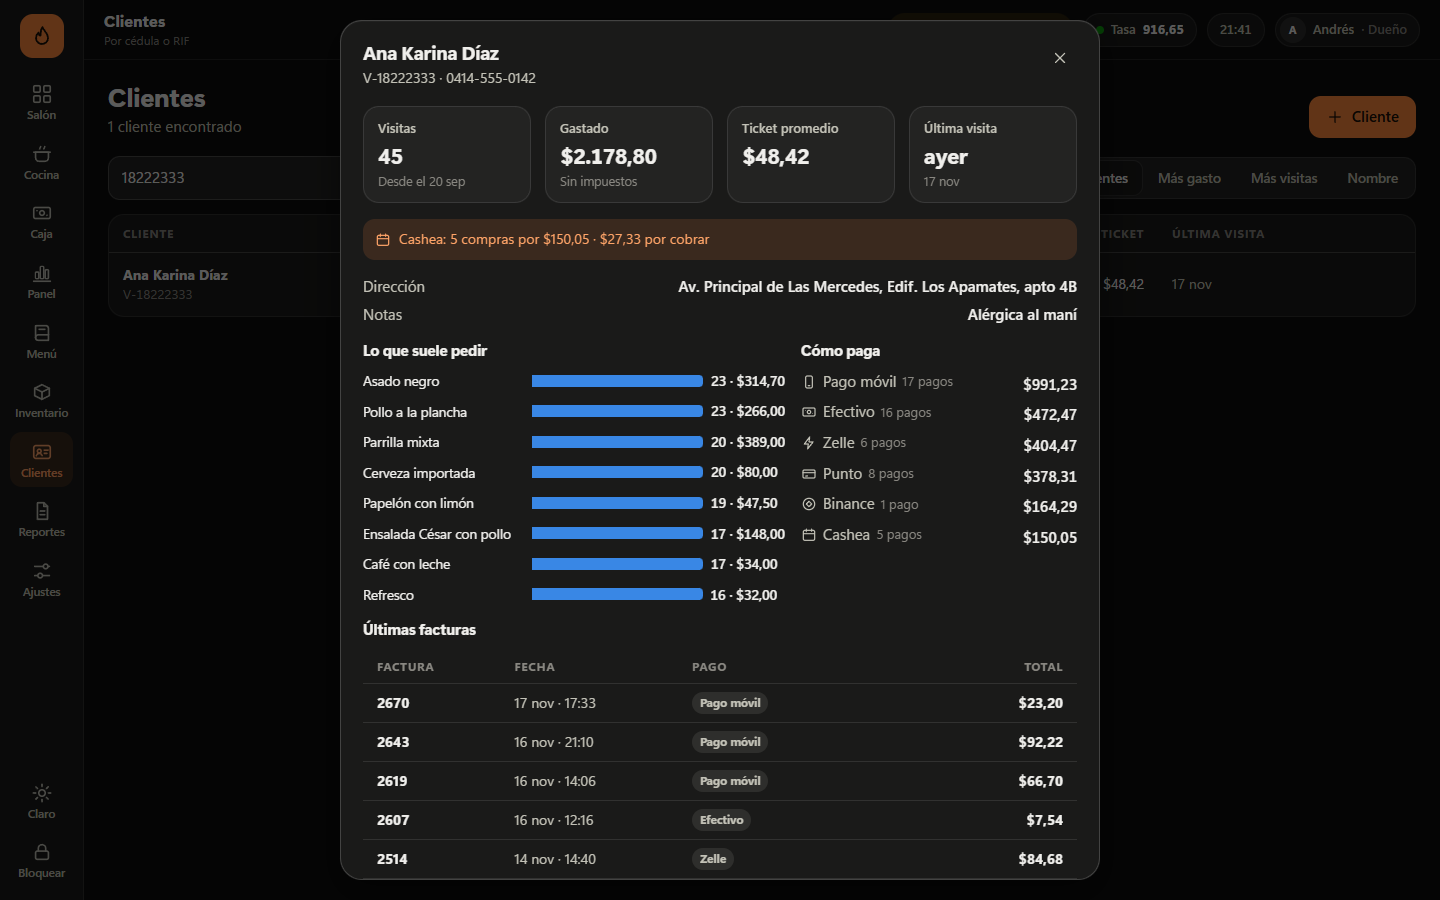 Clientes
Por cédula o RIF
Tasa 916,65
21:41
A Andrés · Dueño
Salón
Cocina
Caja
Panel
Menú
Inventario
Clientes
Reportes
Ajustes
Claro
Bloquear
Clientes
1 cliente encontrado
Cliente
18222333
Más gasto
Más visitas
Nombre
CLIENTE
TICKET
ÚLTIMA VISITA
Ana Karina Díaz
V-18222333
$48,42
17 nov
Ana Karina Díaz
V-18222333 · 0414-555-0142
Visitas
45
Desde el 20 sep
Gastado
$2.178,80
Sin impuestos
Ticket promedio
$48,42
Última visita
ayer
17 nov
Cashea: 5 compras por $150,05 · $27,33 por cobrar
Dirección Av. Principal de Las Mercedes, Edif. Los Apamates, apto 4B
Notas Alérgica al maní
Lo que suele pedir
Asado negro 23 · $314,70
Pollo a la plancha 23 · $266,00
Parrilla mixta 20 · $389,00
Cerveza importada 20 · $80,00
Papelón con limón 19 · $47,50
Ensalada César con pollo 17 · $148,00
Café con leche 17 · $34,00
Refresco 16 · $32,00
Cómo paga
Pago móvil 17 pagos $991,23
Efectivo 16 pagos $472,47
Zelle 6 pagos $404,47
Punto 8 pagos $378,31
Binance 1 pago $164,29
Cashea 5 pagos $150,05
Últimas facturas
FACTURA FECHA PAGO TOTAL
2670 17 nov · 17:33 Pago móvil $23,20
2643 16 nov · 21:10 Pago móvil $92,22
2619 16 nov · 14:06 Pago móvil $66,70
2607 16 nov · 12:16 Efectivo $7,54
2514 14 nov · 14:40 Zelle $84,68